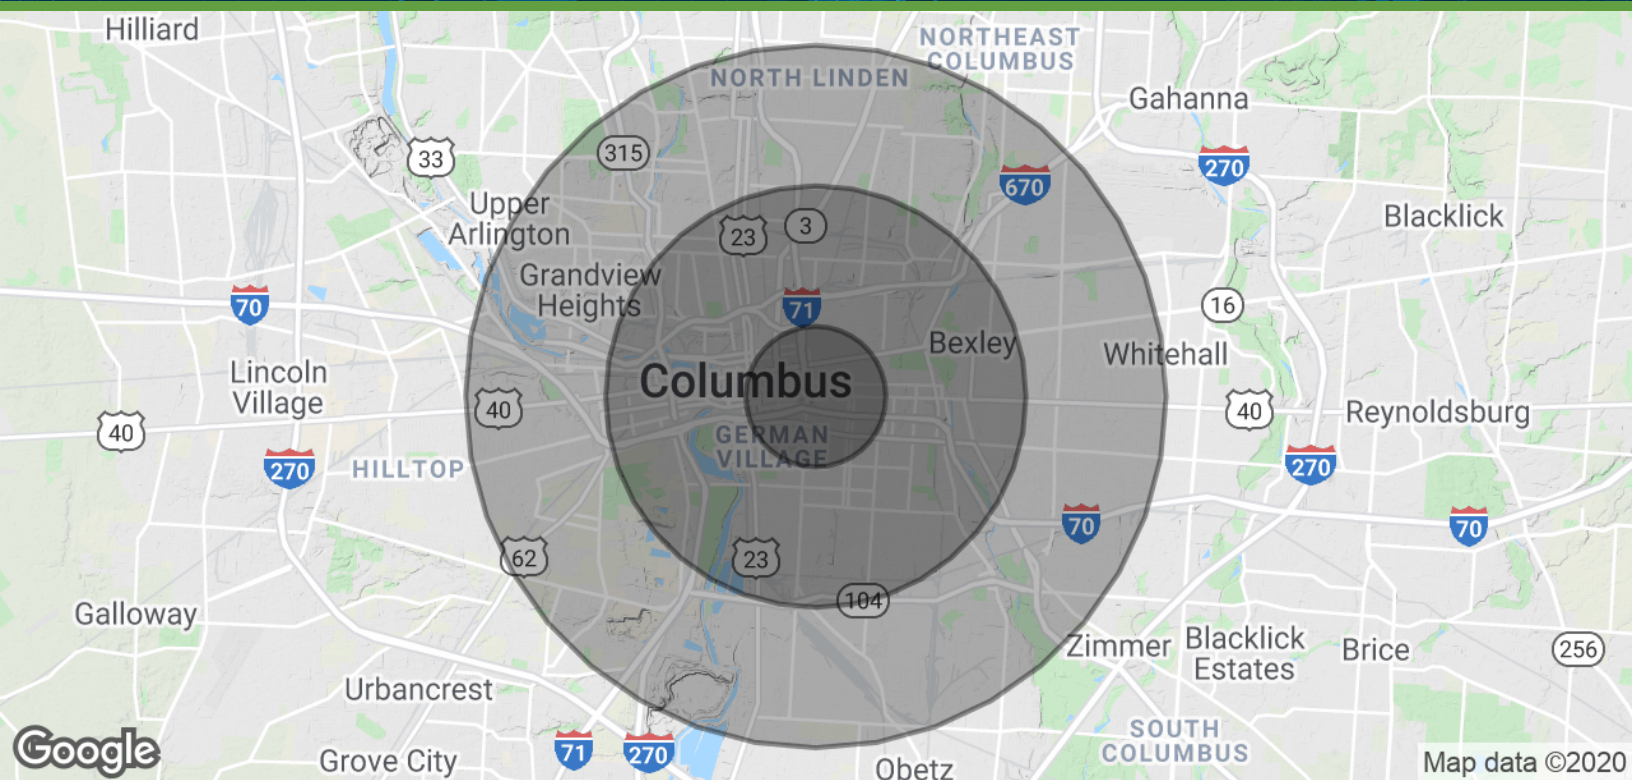 Hilliard
NORTHEAST
COLUMBUS
NORTH LINDEN
Gahanna
315
33
270
670
Upper
Arlington
Blacklick
3
23
Grandview
Heights
70
71
16
Bexley
Whitehall
Lincoln
Village
Columbus
40
40
40
Reynoldsburg
GERMAN
VILLAGE
270
HILLTOP
270
70
70
62
23
104
Galloway
Zimmer
Blacklick
Estates
Brice
256
Urbancrest
SOUTH
COLUMBUS
Google
Grove City
71
270
Obetz
Map data ©2020